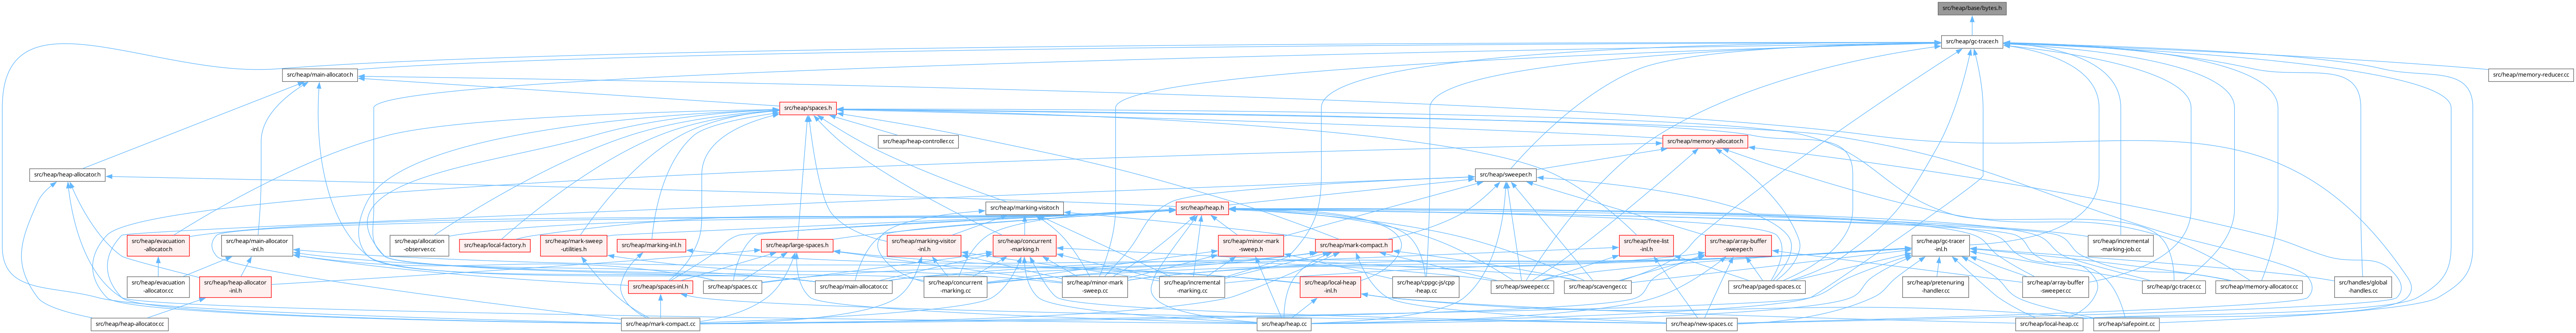 src/heap/base/bytes.h
src/heap/gc-tracer.h
src/heap/main-allocator.h
src/heap/memory-reducer.cc
src/heap/spaces.h
src/heap/heap-controller.cc
src/heap/memory-allocator.h
src/heap/heap-allocator.h
src/heap/sweeper.h
src/heap/marking-visitor.h
src/heap/heap.h
src/heap/evacuation
-allocator.h
src/heap/main-allocator
-inl.h
src/heap/allocation
-observer.cc
src/heap/local-factory.h
src/heap/mark-sweep
-utilities.h
src/heap/marking-inl.h
src/heap/large-spaces.h
src/heap/marking-visitor
-inl.h
src/heap/concurrent
-marking.h
src/heap/minor-mark
-sweep.h
src/heap/mark-compact.h
src/heap/free-list
-inl.h
src/heap/array-buffer
-sweeper.h
src/heap/gc-tracer
-inl.h
src/heap/incremental
-marking-job.cc
src/heap/evacuation
-allocator.cc
src/heap/heap-allocator
-inl.h
src/heap/spaces-inl.h
src/heap/spaces.cc
src/heap/main-allocator.cc
src/heap/concurrent
-marking.cc
src/heap/minor-mark
-sweep.cc
src/heap/incremental
-marking.cc
src/heap/local-heap
-inl.h
src/heap/cppgc-js/cpp
-heap.cc
src/heap/sweeper.cc
src/heap/scavenger.cc
src/heap/paged-spaces.cc
src/heap/pretenuring
-handler.cc
src/heap/array-buffer
-sweeper.cc
src/heap/gc-tracer.cc
src/heap/memory-allocator.cc
src/handles/global
-handles.cc
src/heap/heap-allocator.cc
src/heap/mark-compact.cc
src/heap/heap.cc
src/heap/new-spaces.cc
src/heap/local-heap.cc
src/heap/safepoint.cc